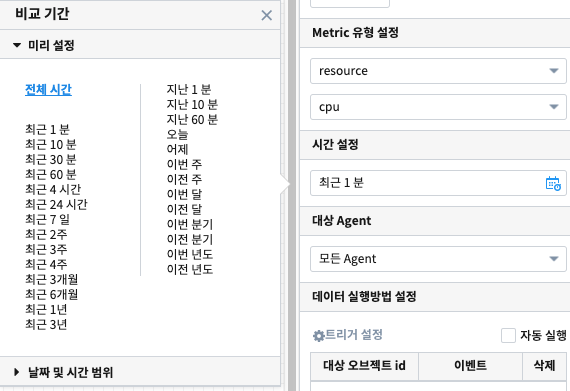 비교 기간
미리 설정
전체 시간
최근 1 분
최근 10 분
최근 30 분
최근 60 분
최근 4 시간
최근 24 시간
최근 7 일
최근 2주
최근 3주
최근 4주
최근 3개월
최근 6개월
최근 1년
최근 3년
지난 1 분
지난 10 분
지난 60 분
오늘
어제
이번 주
이전 주
이번 달
이전 달
이번 분기
이전 분기
이번 년도
이전 년도
날짜 및 시간 범위
Metric 유형 설정
resource
cpu
시간 설정
최근 1 분
대상 Agent
모든 Agent
데이터 실행방법 설정
트리거 설정
자동 실행
대상 오브젝트 id 이벤트 삭제